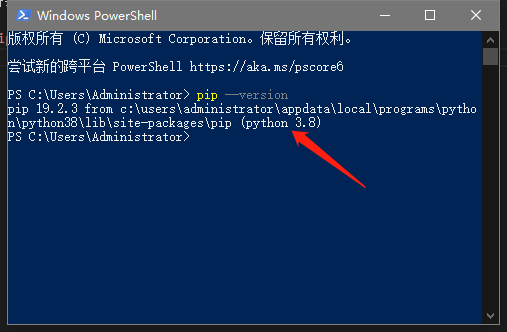 Windows PowerShell
版权所有 (C) Microsoft Corporation。保留所有权利。
尝试新的跨平台 PowerShell https://aka.ms/pscore6
PS C:\Users\Administrator> pip --version
pip 19.2.3 from c:\users\administrator\appdata\local\programs\pytho
n\python38\lib\site-packages\pip (python 3.8)
PS C:\Users\Administrator>